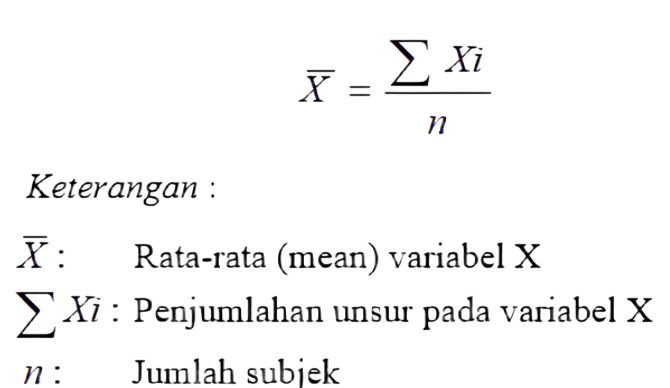 X̅ = ∑ Xi / n
Keterangan :
X̅ : Rata-rata (mean) variabel X
∑ Xi : Penjumlahan unsur pada variabel X
n : Jumlah subjek